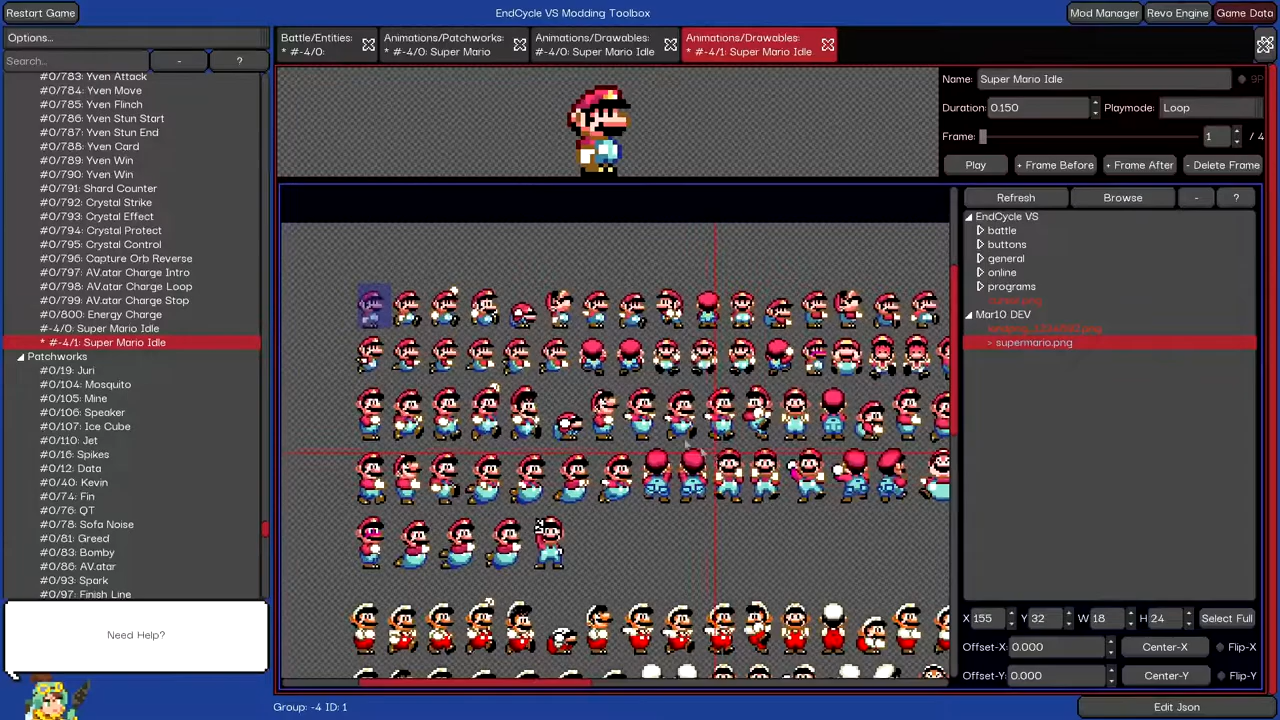 Restart Game
EndCycle VS Modding Toolbox
Mod Manager
Revo Engine
Game Data
Options...
Search...
-
?
#0/783: Yven Attack
#0/784: Yven Move
#0/785: Yven Flinch
#0/786: Yven Stun Start
#0/787: Yven Stun End
#0/788: Yven Card
#0/789: Yven Win
#0/790: Yven Win
#0/791: Shard Counter
#0/792: Crystal Strike
#0/793: Crystal Effect
#0/794: Crystal Protect
#0/795: Crystal Control
#0/796: Capture Orb Reverse
#0/797: AV.atar Charge Intro
#0/798: AV.atar Charge Loop
#0/799: AV.atar Charge Stop
#0/800: Energy Charge
#-4/0: Super Mario Idle
* #-4/1: Super Mario Idle
Patchworks
#0/19: Juri
#0/104: Mosquito
#0/105: Mine
#0/106: Speaker
#0/107: Ice Cube
#0/110: Jet
#0/16: Spikes
#0/12: Data
#0/40: Kevin
#0/74: Fin
#0/76: QT
#0/78: Sofa Noise
#0/81: Greed
#0/83: Bomby
#0/86: AV.atar
#0/93: Spark
#0/97: Finish Line
Need Help?
Battle/Entities:
* #-4/0:
Animations/Patchworks:
* #-4/0: Super Mario
Animations/Drawables:
#-4/0: Super Mario Idle
Animations/Drawables:
* #-4/1: Super Mario Idle
Name: Super Mario Idle
9P
Duration: 0.150 Playmode: Loop
Frame: 1 / 4
Play
+ Frame Before
+ Frame After
- Delete Frame
Refresh
Browse
-
?
EndCycle VS
battle
buttons
general
online
programs
Mar10 DEV
> supermario.png
X 155 Y 32 W 18 H 24 Select Full
Offset-X: 0.000 Center-X Flip-X
Offset-Y: 0.000 Center-Y Flip-Y
Group: -4 ID: 1
Edit Json